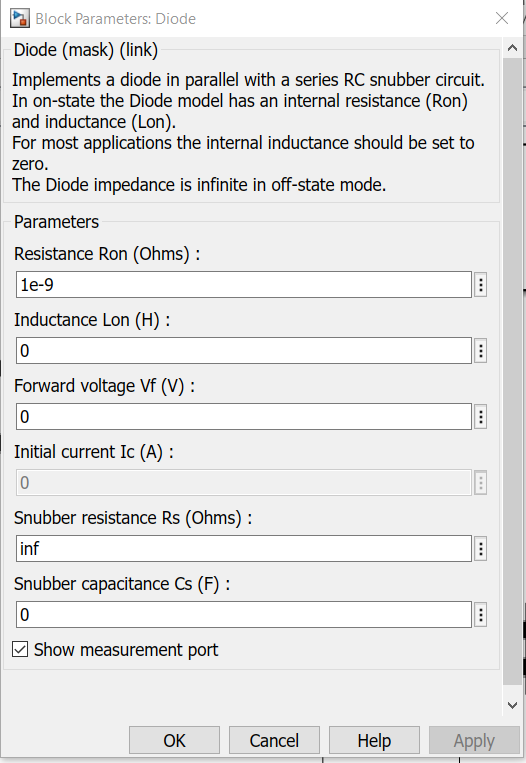 Block Parameters: Diode
Diode (mask) (link)
Implements a diode in parallel with a series RC snubber circuit.
In on-state the Diode model has an internal resistance (Ron)
and inductance (Lon).
For most applications the internal inductance should be set to
zero.
The Diode impedance is infinite in off-state mode.
Parameters
Resistance Ron (Ohms) :
1e-9
Inductance Lon (H) :
0
Forward voltage Vf (V) :
0
Initial current Ic (A) :
0
Snubber resistance Rs (Ohms) :
inf
Snubber capacitance Cs (F) :
0
Show measurement port
OK Cancel Help Apply